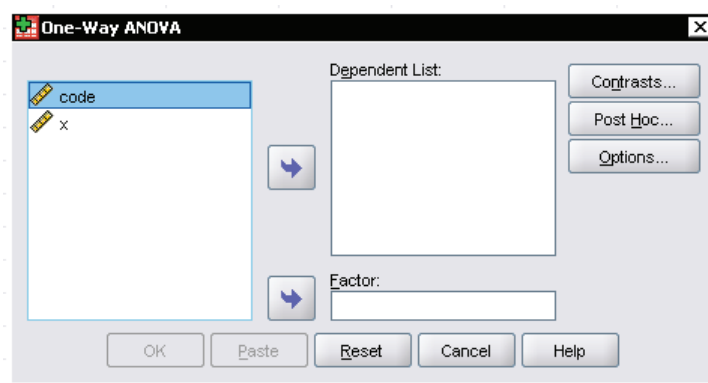 One-Way ANOVA
code
x
Dependent List:
Contrasts...
Post Hoc...
Options...
Factor:
OK
Paste
Reset
Cancel
Help